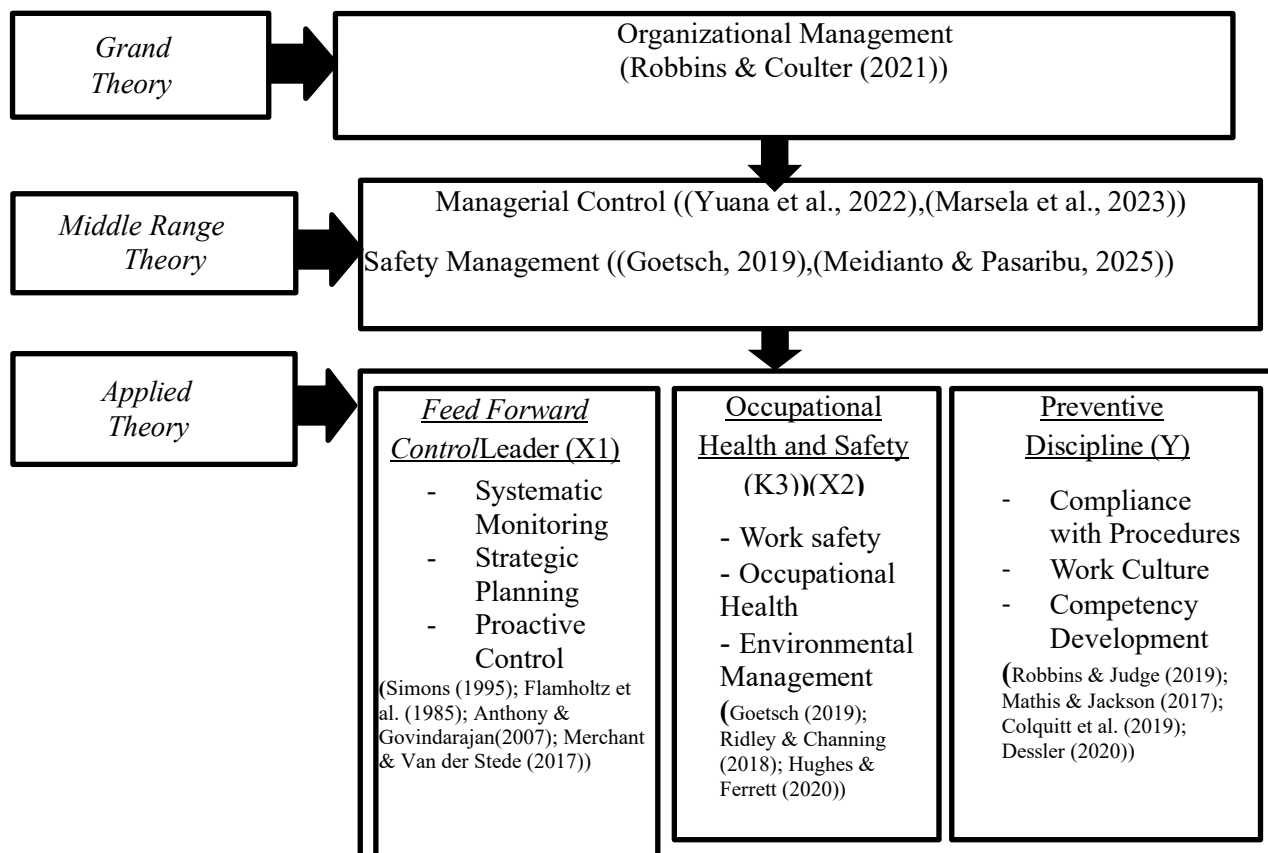 Grand
Theory
Organizational Management
(Robbins & Coulter (2021))
Middle Range
Theory
Managerial Control ((Yuana et al., 2022),(Marsela et al., 2023))
Safety Management ((Goetsch, 2019),(Meidianto & Pasaribu, 2025))
Applied
Theory
Feed Forward
ControlLeader (X1)
- Systematic
Monitoring
- Strategic
Planning
- Proactive
Control
(Simons (1995); Flamholtz et
al. (1985); Anthony &
Govindarajan(2007); Merchant
& Van der Stede (2017))
Occupational
Health and Safety
(K3))(X2)
- Work safety
- Occupational
Health
- Environmental
Management
(Goetsch (2019);
Ridley & Channing
(2018); Hughes &
Ferrett (2020))
Preventive
Discipline (Y)
- Compliance
with Procedures
- Work Culture
- Competency
Development
(Robbins & Judge (2019);
Mathis & Jackson (2017);
Colquitt et al. (2019);
Dessler (2020))